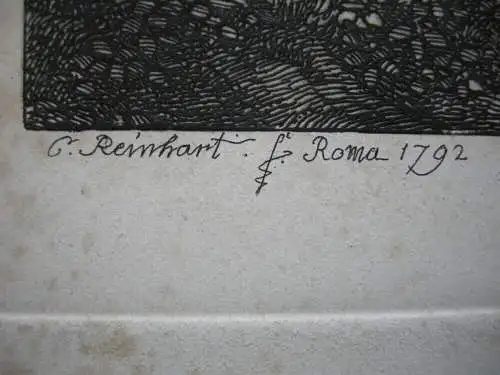 C. Reinhart. f. Roma 1792